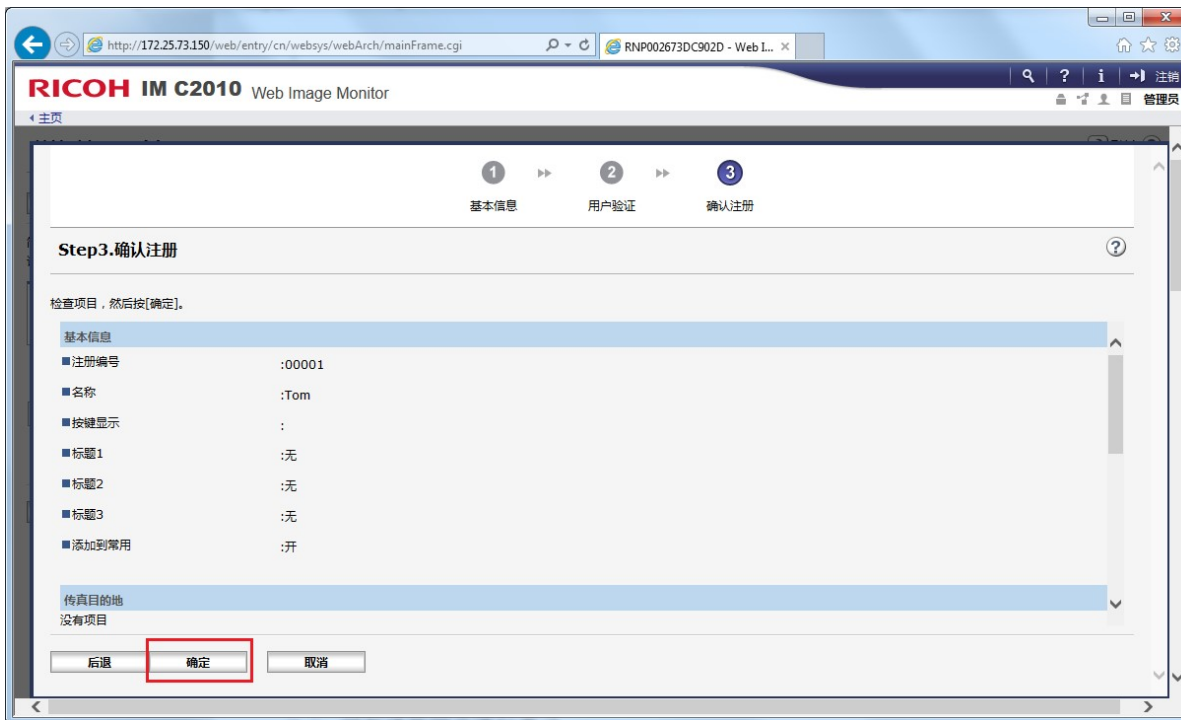 http://172.25.73.150/web/entry/cn/websys/webArch/mainFrame.cgi
RNP002673DC902D - Web I...
RICOH IM C2010 Web Image Monitor
注销
管理员
主页
1 2 3
基本信息 用户验证 确认注册
Step3.确认注册
检查项目，然后按[确定]。
基本信息
■注册编号 :00001
■名称 :Tom
■按键显示 :
■标题1 :无
■标题2 :无
■标题3 :无
■添加到常用 :开
传真目的地
没有项目
后退 确定 取消